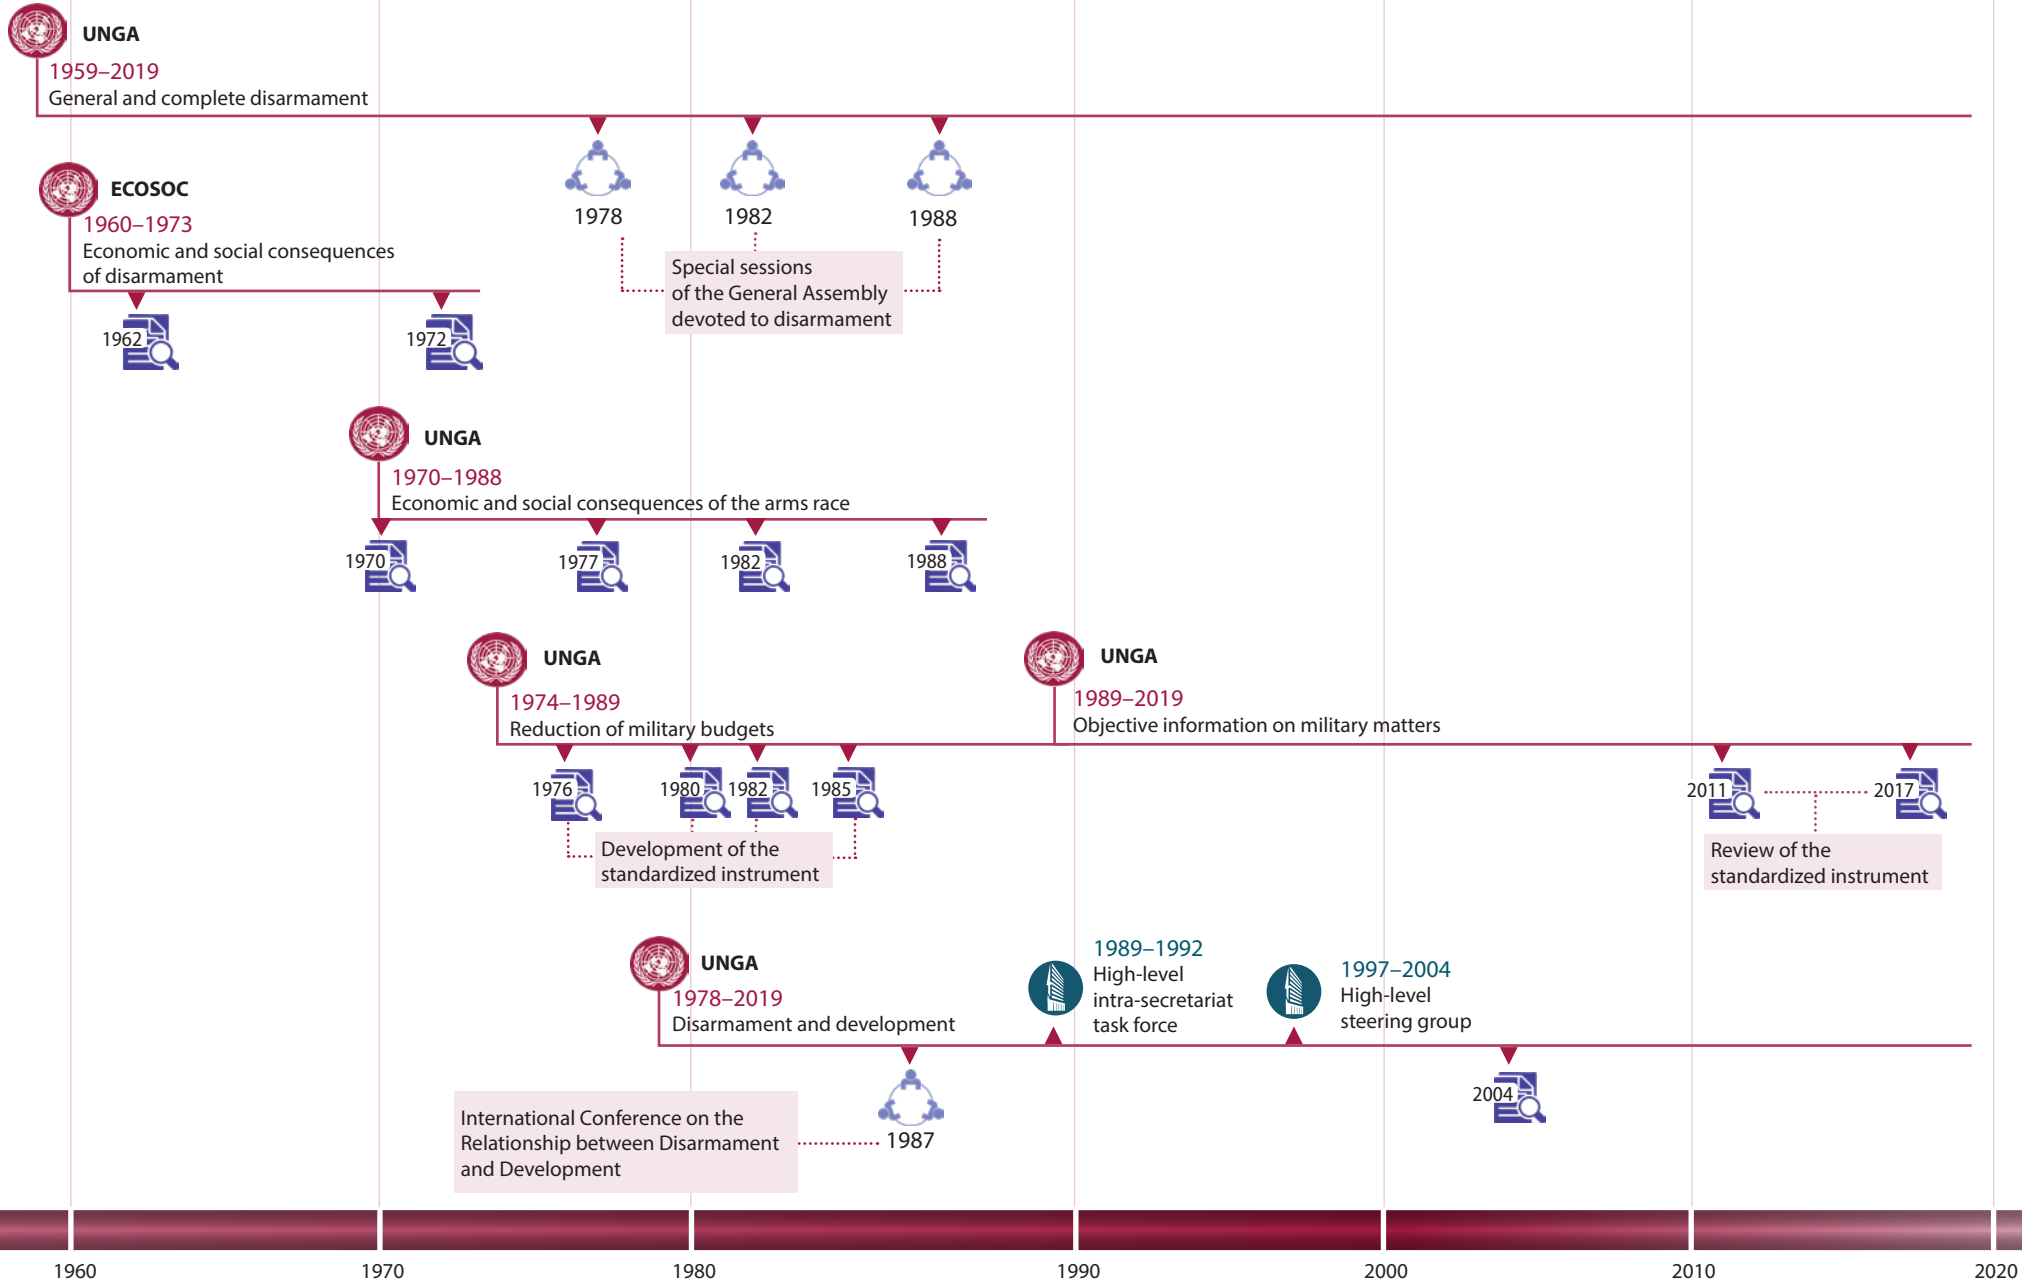 UNGA
1959–2019
General and complete disarmament
1978
1982
1988
Special sessions
of the General Assembly
devoted to disarmament
ECOSOC
1960–1973
Economic and social consequences
of disarmament
1962
1972
UNGA
1970–1988
Economic and social consequences of the arms race
1970
1977
1982
1988
UNGA
1974–1989
Reduction of military budgets
1976
1980
1982
1985
Development of the
standardized instrument
UNGA
1989–2019
Objective information on military matters
2011
2017
Review of the
standardized instrument
UNGA
1978–2019
Disarmament and development
1989–1992
High-level
intra-secretariat
task force
1997–2004
High-level
steering group
2004
International Conference on the
Relationship between Disarmament
and Development
1987
1960
1970
1980
1990
2000
2010
2020